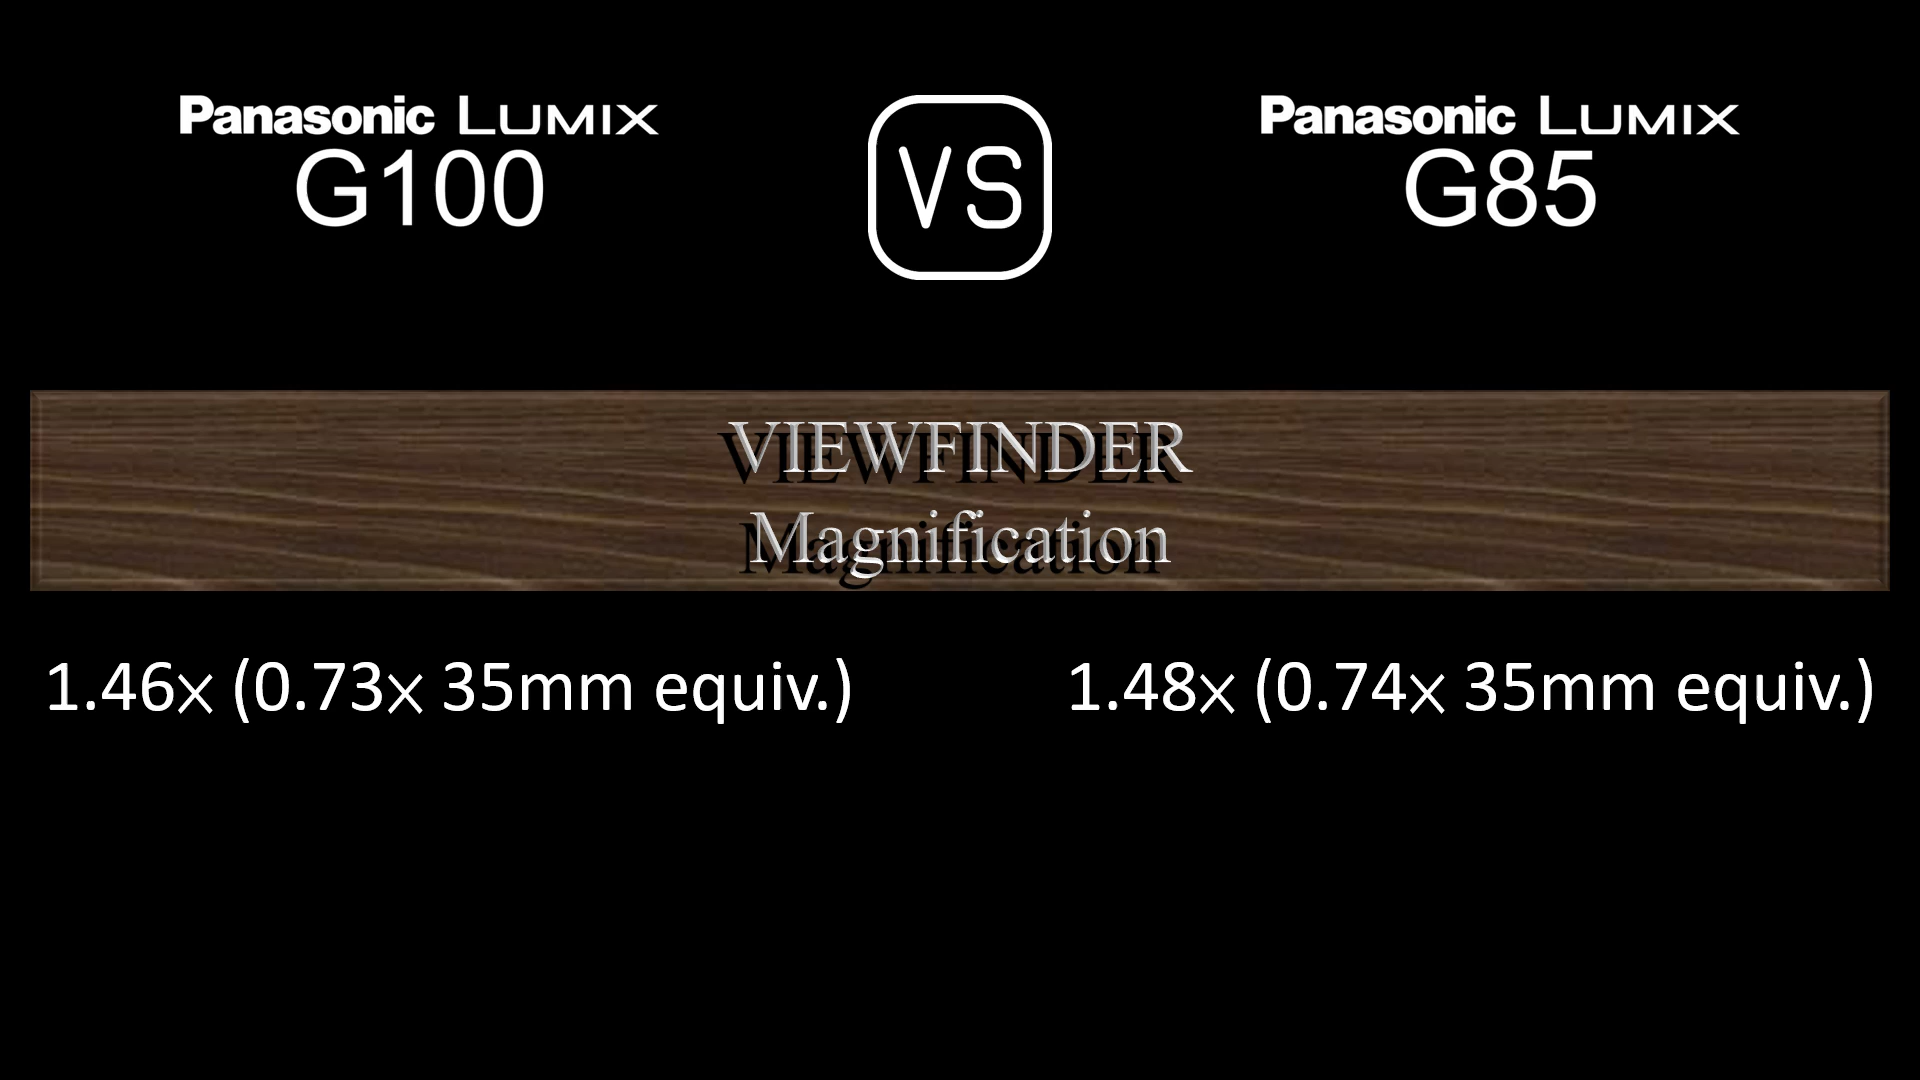 Panasonic LUMIX
G100
VS
Panasonic LUMIX
G85
VIEWFINDER
Magnification
1.46x (0.73x 35mm equiv.)
1.48x (0.74x 35mm equiv.)